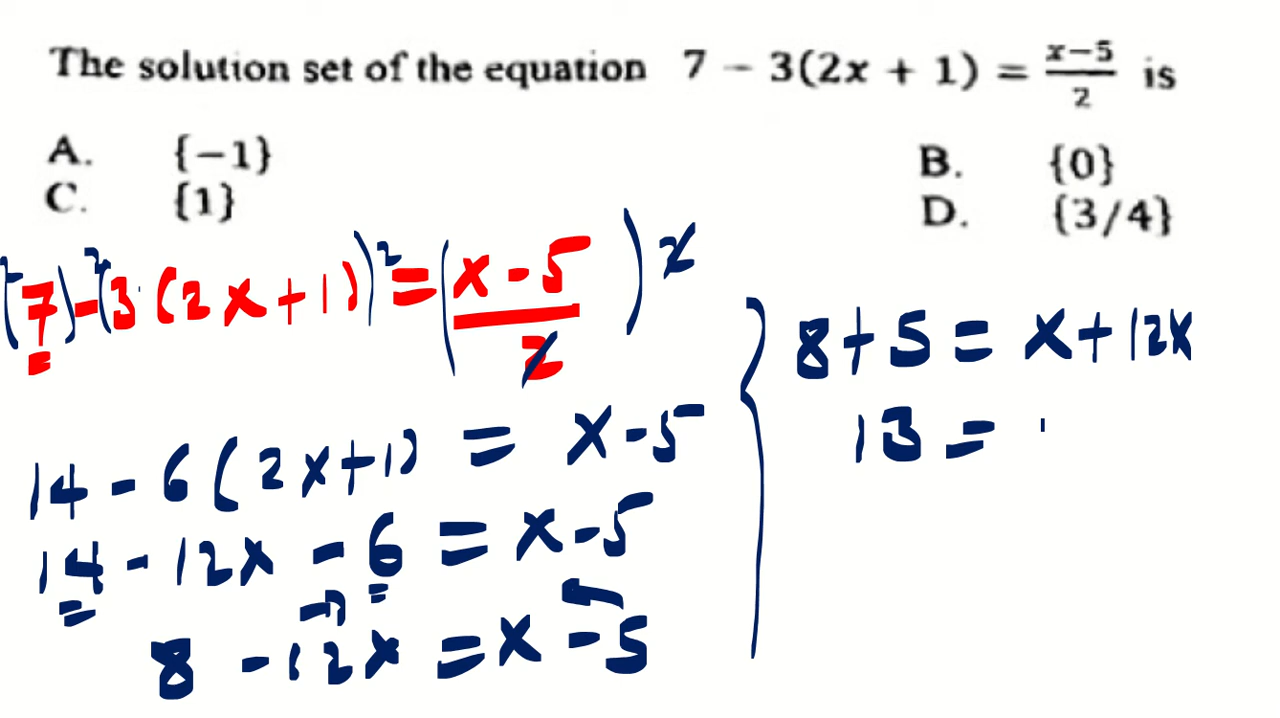 The solution set of the equation 7 − 3(2x + 1) = (x−5)/2 is
A. {−1}
B. {0}
C. {1}
D. {3/4}
2(7) - 2(3(2x+1))2 = (x-5/2)2
14 - 6(2x+1) = x-5
14 - 12x - 6 = x-5
8 - 12x = x-5
8+5 = x+12x
13 =